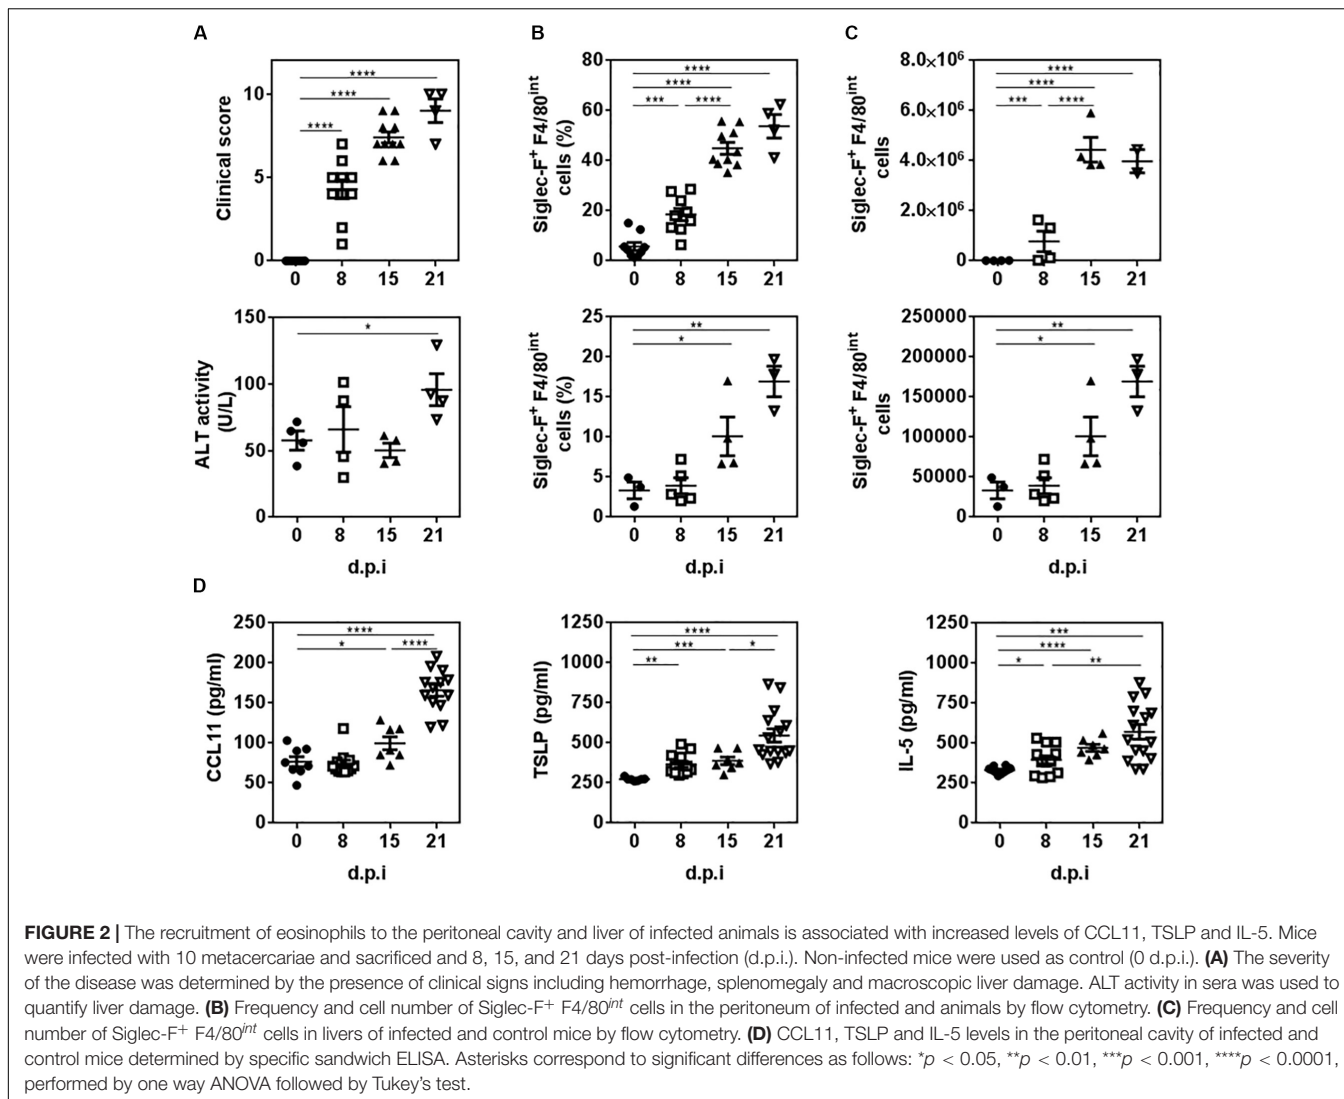 A
B
C
Clinical score
10
5
0
****
****
****
0 8 15 21
Siglec-F+ F4/80int
cells (%)
80
60
40
20
0
****
****
*** ****
0 8 15 21
Siglec-F+ F4/80int
cells
8.0×10⁶
6.0×10⁶
4.0×10⁶
2.0×10⁶
0
****
****
*** ****
0 8 15 21
ALT activity
(U/L)
150
100
50
0
*
0 8 15 21
d.p.i
Siglec-F+ F4/80int
cells (%)
25
20
15
10
5
0
**
*
0 8 15 21
d.p.i
Siglec-F+ F4/80int
cells
250000
200000
150000
100000
50000
0
**
*
0 8 15 21
d.p.i
D
CCL11 (pg/ml)
250
200
150
100
50
0
****
* ****
0 8 15 21
d.p.i
TSLP (pg/ml)
1250
1000
750
500
250
0
****
*** *
**
0 8 15 21
d.p.i
IL-5 (pg/ml)
1250
1000
750
500
250
0
***
****
* **
0 8 15 21
d.p.i
FIGURE 2 | The recruitment of eosinophils to the peritoneal cavity and liver of infected animals is associated with increased levels of CCL11, TSLP and IL-5. Mice
were infected with 10 metacercariae and sacrificed and 8, 15, and 21 days post-infection (d.p.i.). Non-infected mice were used as control (0 d.p.i.). (A) The severity
of the disease was determined by the presence of clinical signs including hemorrhage, splenomegaly and macroscopic liver damage. ALT activity in sera was used to
quantify liver damage. (B) Frequency and cell number of Siglec-F+ F4/80int cells in the peritoneum of infected and animals by flow cytometry. (C) Frequency and cell
number of Siglec-F+ F4/80int cells in livers of infected and control mice by flow cytometry. (D) CCL11, TSLP and IL-5 levels in the peritoneal cavity of infected and
control mice determined by specific sandwich ELISA. Asterisks correspond to significant differences as follows: *p < 0.05, **p < 0.01, ***p < 0.001, ****p < 0.0001,
performed by one way ANOVA followed by Tukey's test.